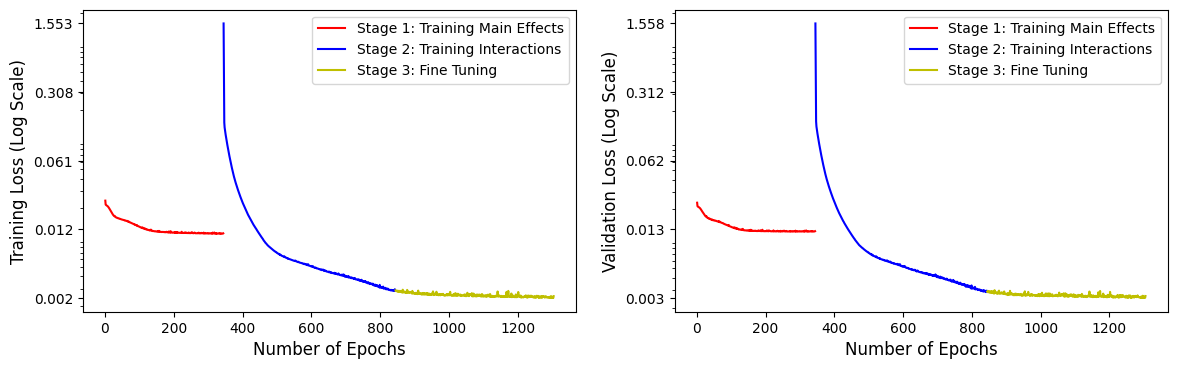 Training Loss (Log Scale)
1.553
0.308
0.061
0.012
0.002
Stage 1: Training Main Effects
Stage 2: Training Interactions
Stage 3: Fine Tuning
0 200 400 600 800 1000 1200
Number of Epochs
Validation Loss (Log Scale)
1.558
0.312
0.062
0.013
0.003
Stage 1: Training Main Effects
Stage 2: Training Interactions
Stage 3: Fine Tuning
0 200 400 600 800 1000 1200
Number of Epochs